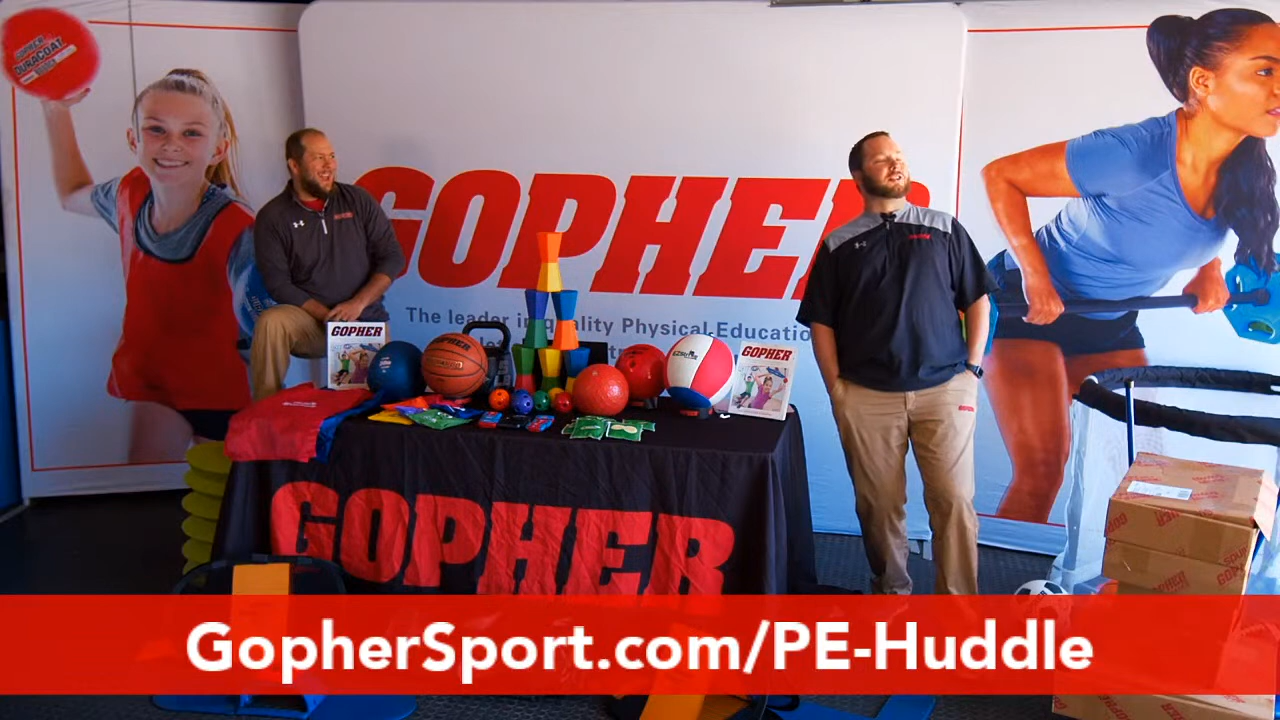 GOPHER
DURACOAT
GOPHER
The leader in quality Physical Education
GOPHER
GOPHER
GOPHER
GopherSport.com/PE-Huddle